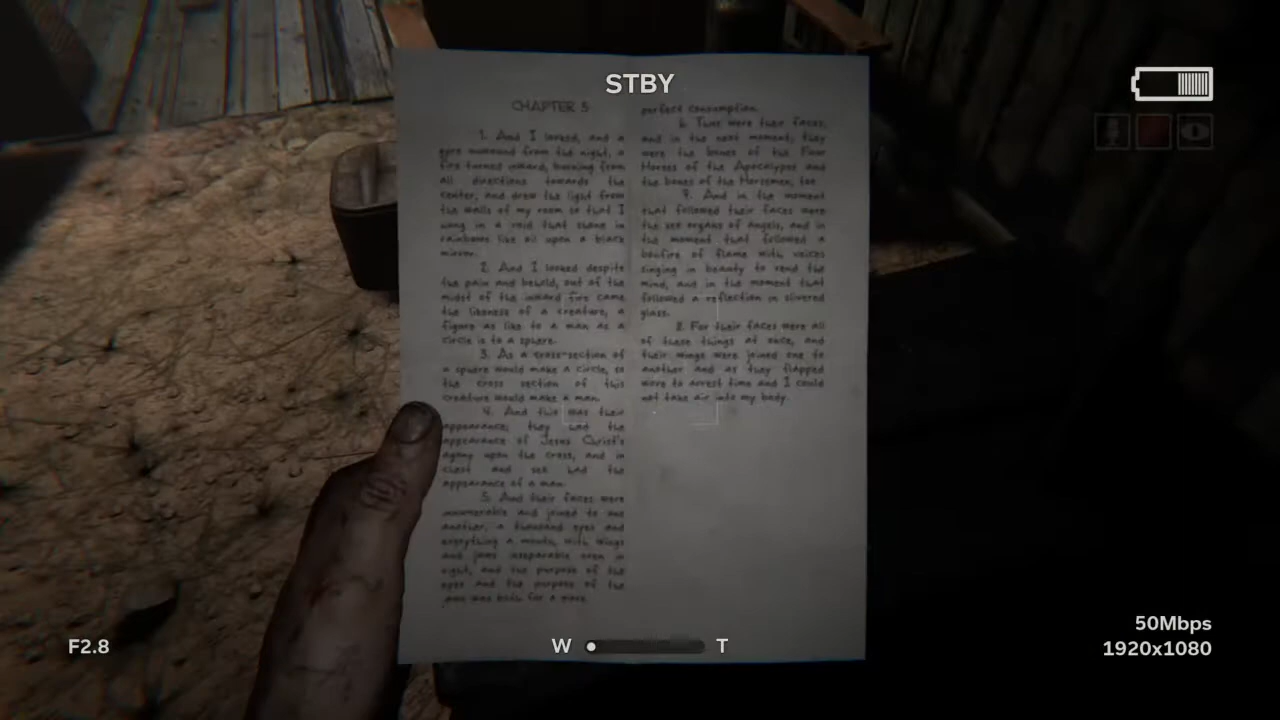 STBY
CHAPTER 5
1. And I looked, and a
gyre unwound from the night, a
fire turned inward, burning from
all directions towards the
center, and drew the light from
the walls of my room so that I
hung in a void that shone in
rainbows like oil upon a black
mirror.
2. And I looked despite
the pain and behold, out of the
midst of the inward fire came
the likeness of a creature, a
figure as like to a man as a
circle is to a sphere.
3. As a cross-section of
a sphere would make a circle, so
the cross section of this
creature would make a man.
4. And this was their
appearance; they had the
appearance of Jesus Christ's
agony upon the cross, and in
chest and sex had the
appearance of a man.
5. And their faces were
innumerable and joined to one
another, a thousand eyes and
everything a mouth, with wings
and jaws inseparable even in
sight, and the purpose of the
eyes and the purpose of the
jaws was both for a more
perfect consumption.
6. These were their faces,
and in the next moment, they
were the bones of the Four
Horses of the Apocalypse and
the bones of the Horsemen, too.
7. And in the moment
that followed their faces were
the sex organs of Angels, and in
the moment that followed a
bonfire of flame with voices
singing in beauty to rend the
mind, and in the moment that
followed a reflection in slivered
glass.
8. For their faces were all
of these things at once, and
their wings were joined one to
another and as they flapped
were to arrest time and I could
not take air into my body.
F2.8
W
T
50Mbps
1920x1080